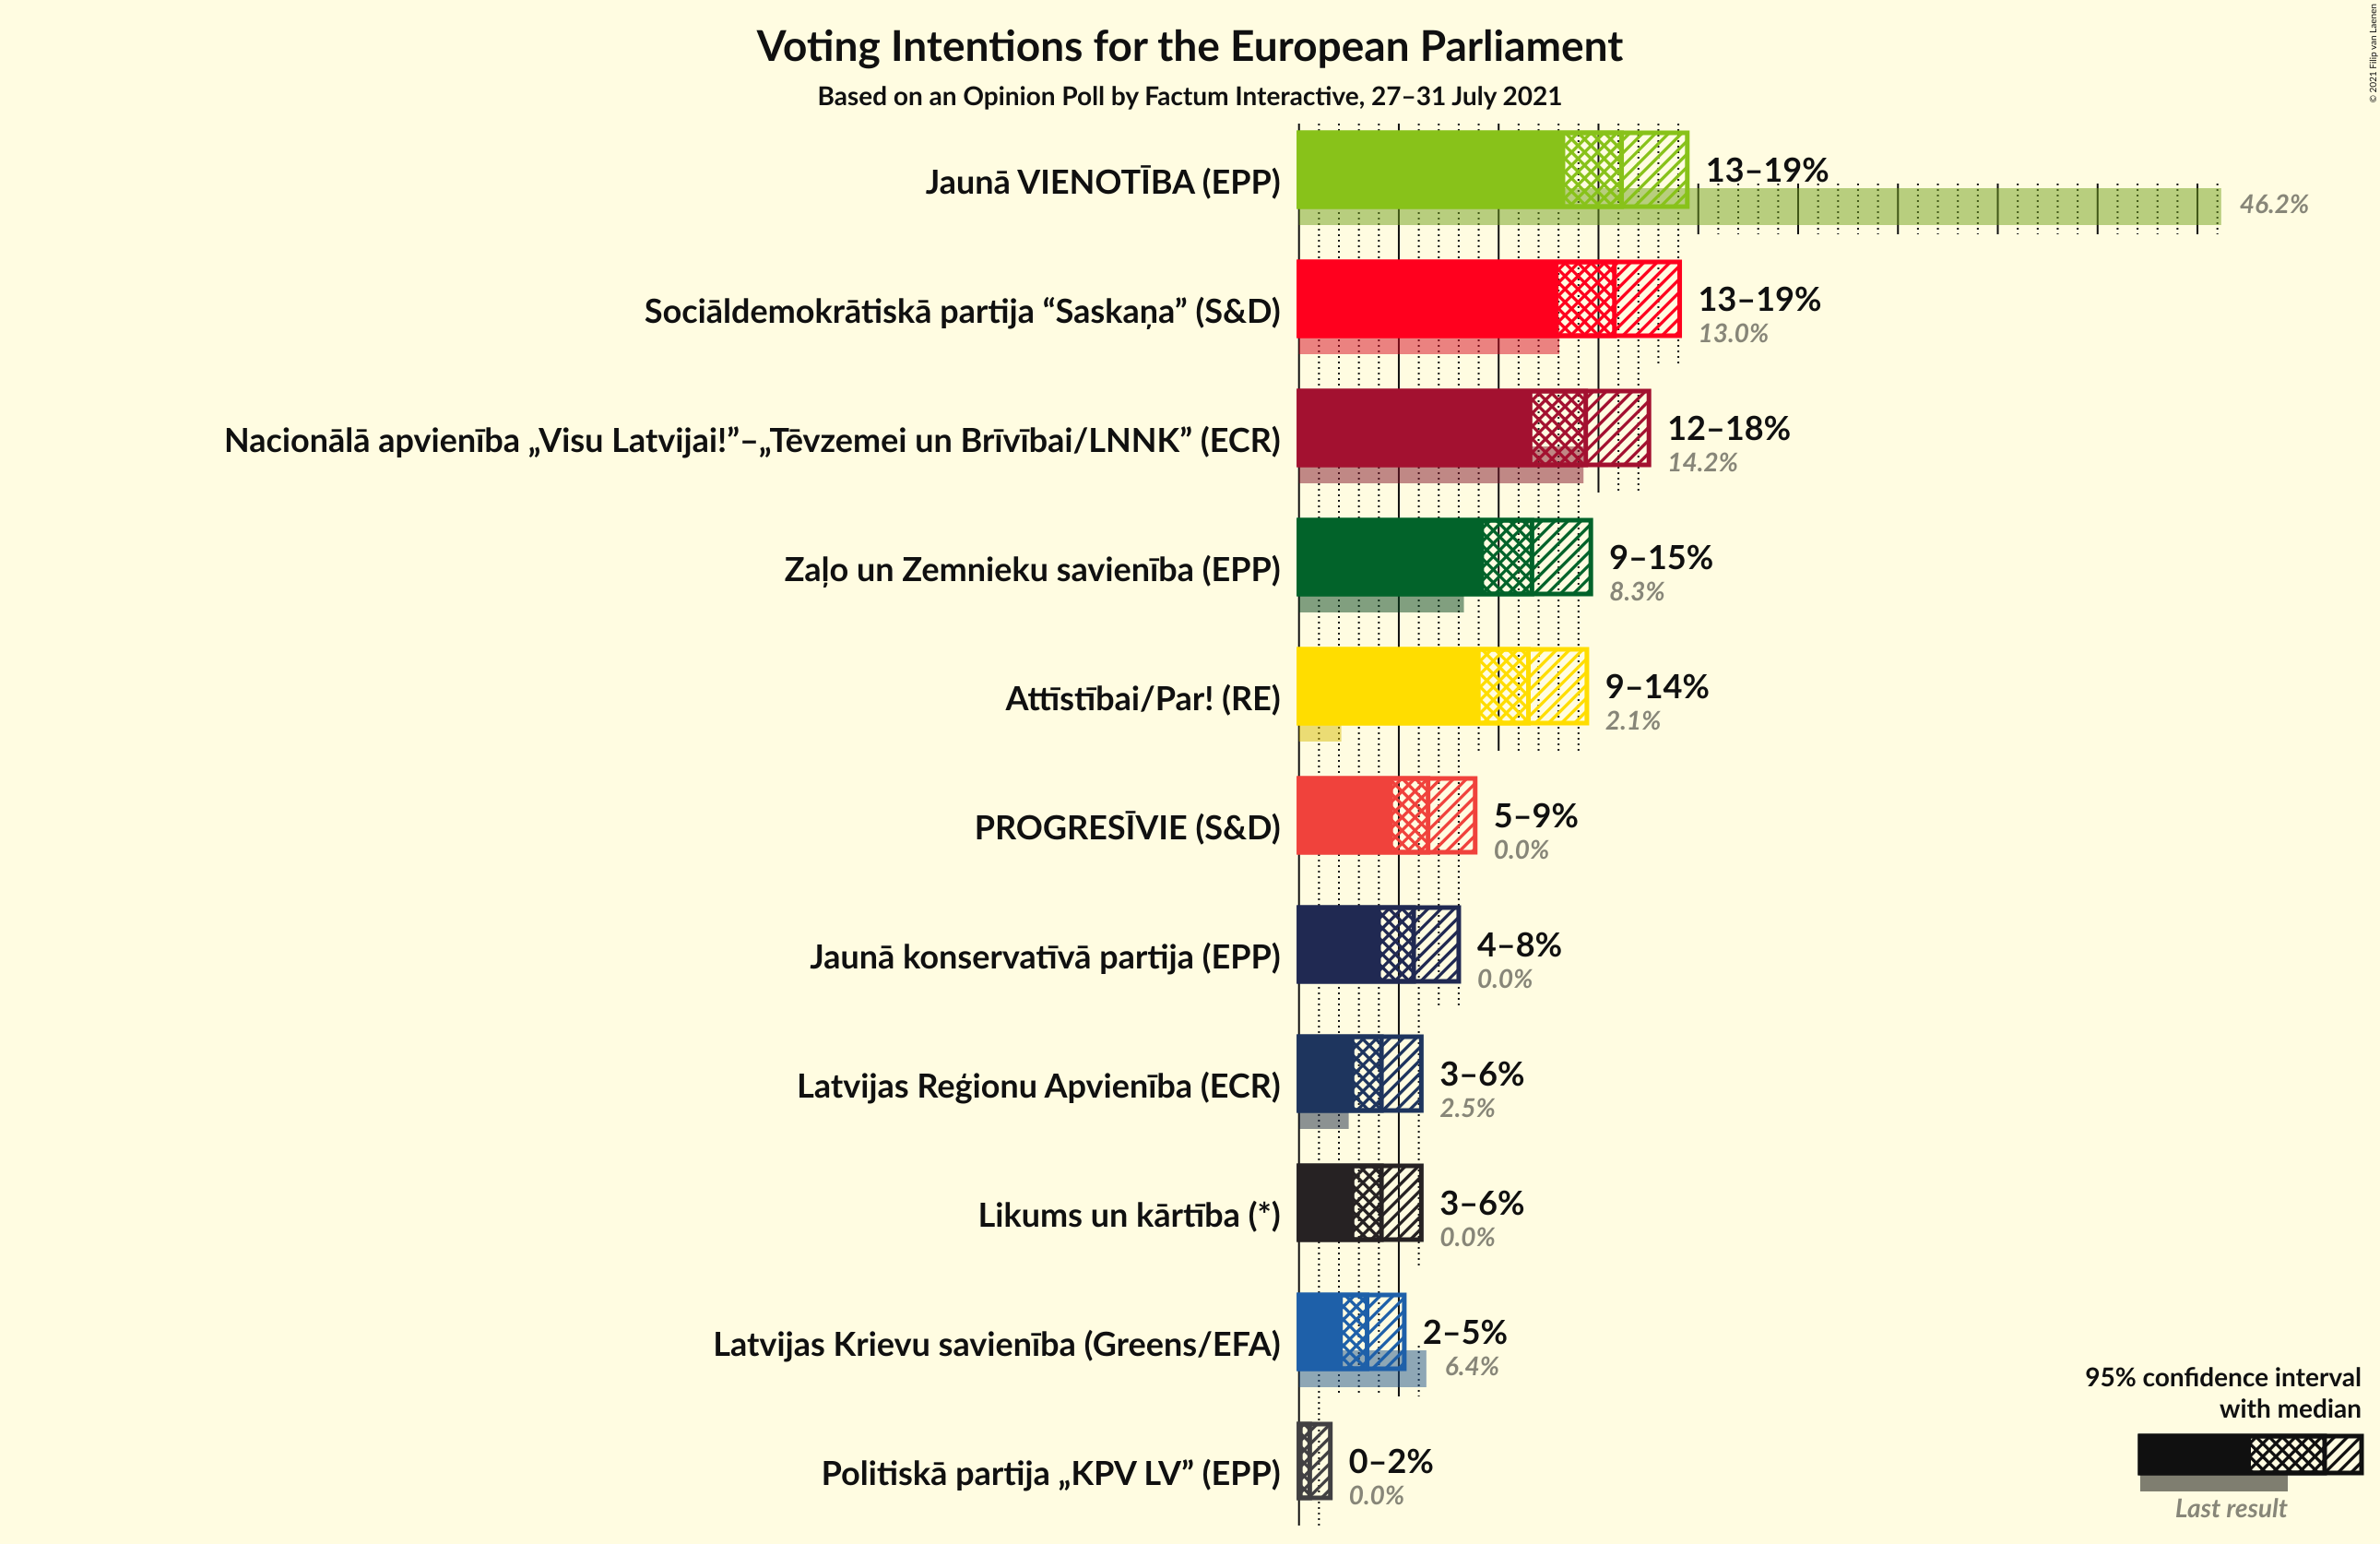 Voting Intentions for the European Parliament
Based on an Opinion Poll by Factum Interactive, 27–31 July 2021
© 2021 Filip van Laenen
Jaunā VIENOTĪBA (EPP)
13–19%
46.2%
Sociāldemokrātiskā partija “Saskaņa” (S&D)
13–19%
13.0%
Nacionālā apvienība „Visu Latvijai!”–„Tēvzemei un Brīvībai/LNNK” (ECR)
12–18%
14.2%
Zaļo un Zemnieku savienība (EPP)
9–15%
8.3%
Attīstībai/Par! (RE)
9–14%
2.1%
PROGRESĪVIE (S&D)
5–9%
0.0%
Jaunā konservatīvā partija (EPP)
4–8%
0.0%
Latvijas Reģionu Apvienība (ECR)
3–6%
2.5%
Likums un kārtība (*)
3–6%
0.0%
Latvijas Krievu savienība (Greens/EFA)
2–5%
6.4%
Politiskā partija „KPV LV” (EPP)
0–2%
0.0%
95% confidence interval
with median
Last result